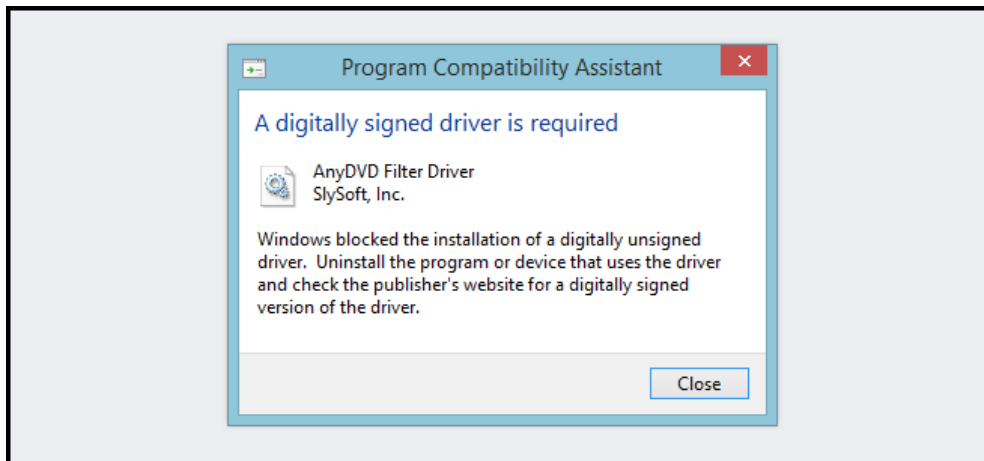 Program Compatibility Assistant
A digitally signed driver is required
AnyDVD Filter Driver
SlySoft, Inc.
Windows blocked the installation of a digitally unsigned
driver.  Uninstall the program or device that uses the driver
and check the publisher's website for a digitally signed
version of the driver.
Close